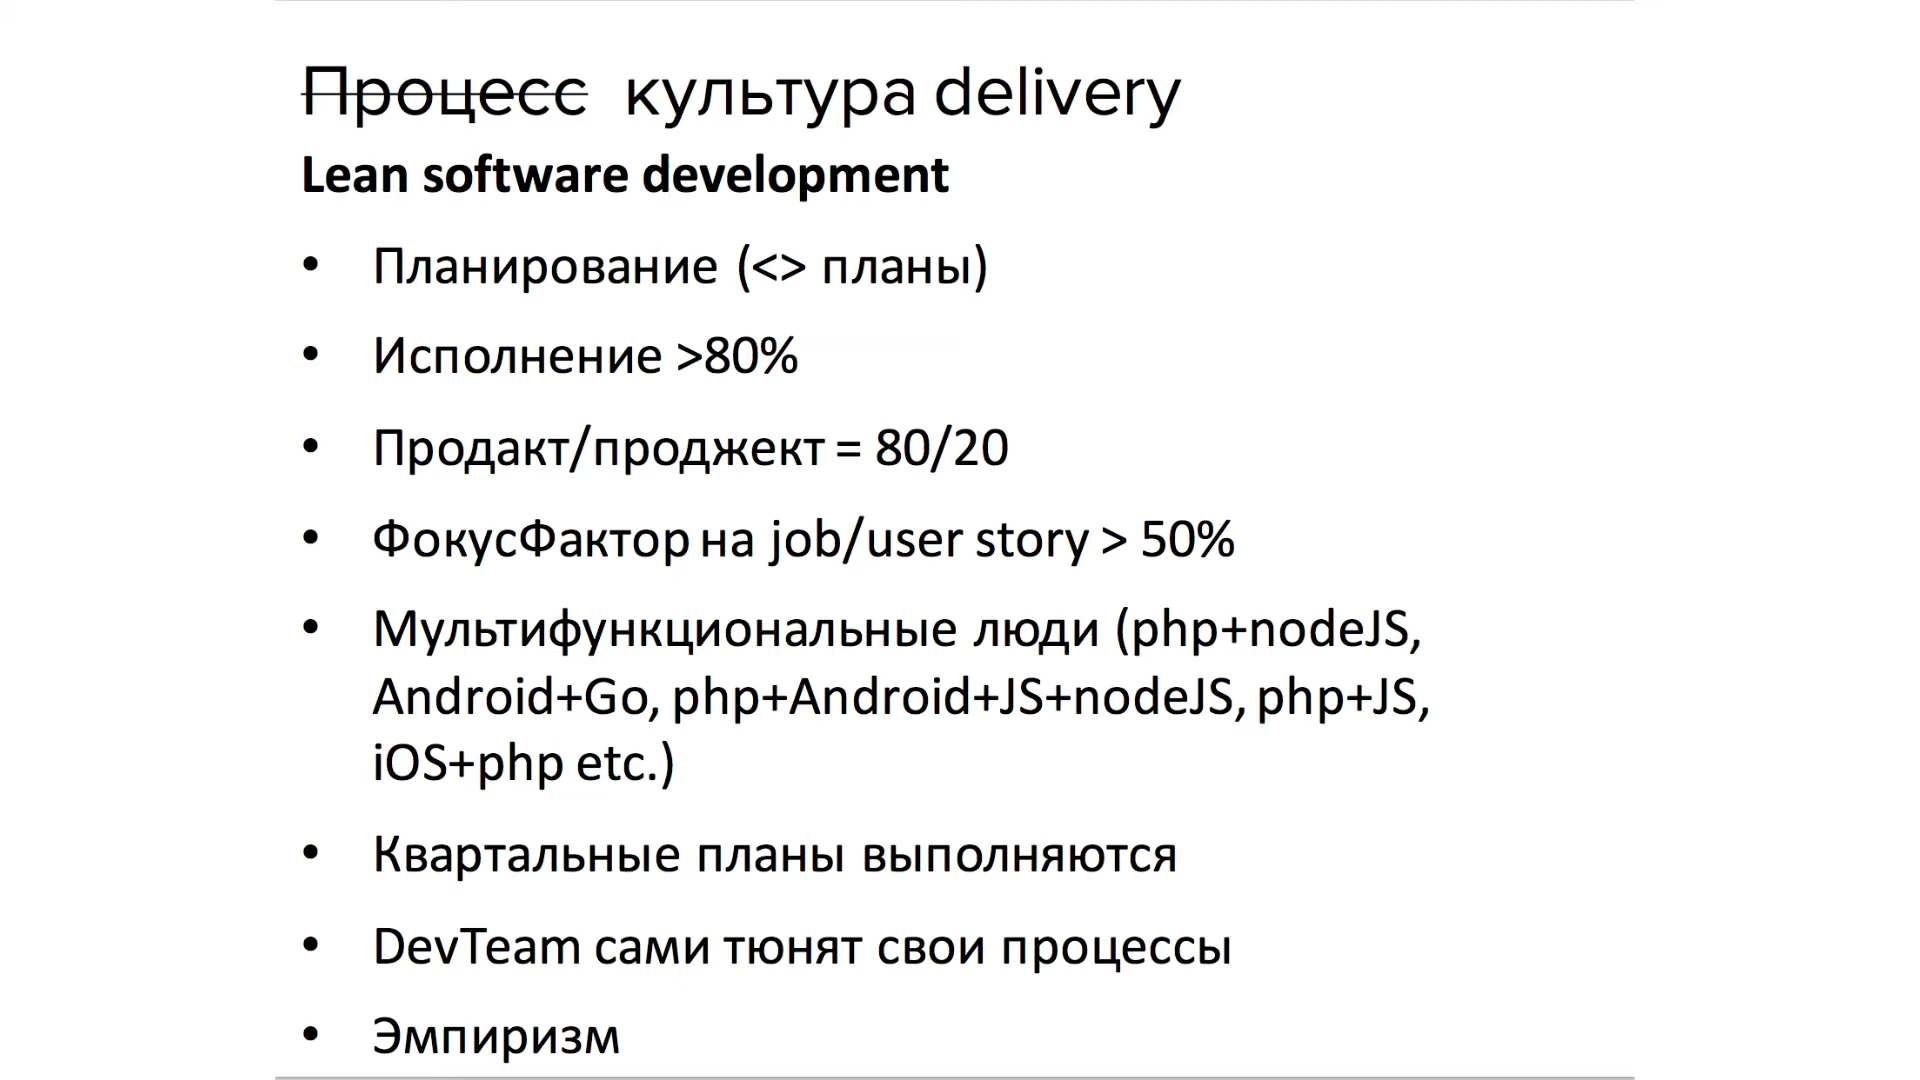 Процесс культура delivery
Lean software development
• Планирование (<> планы)
• Исполнение >80%
• Продакт/проджект = 80/20
• ФокусФактор на job/user story > 50%
• Мультифункциональные люди (php+nodeJS,
Android+Go, php+Android+JS+nodeJS, php+JS,
iOS+php etc.)
• Квартальные планы выполняются
• DevTeam сами тюнят свои процессы
• Эмпиризм